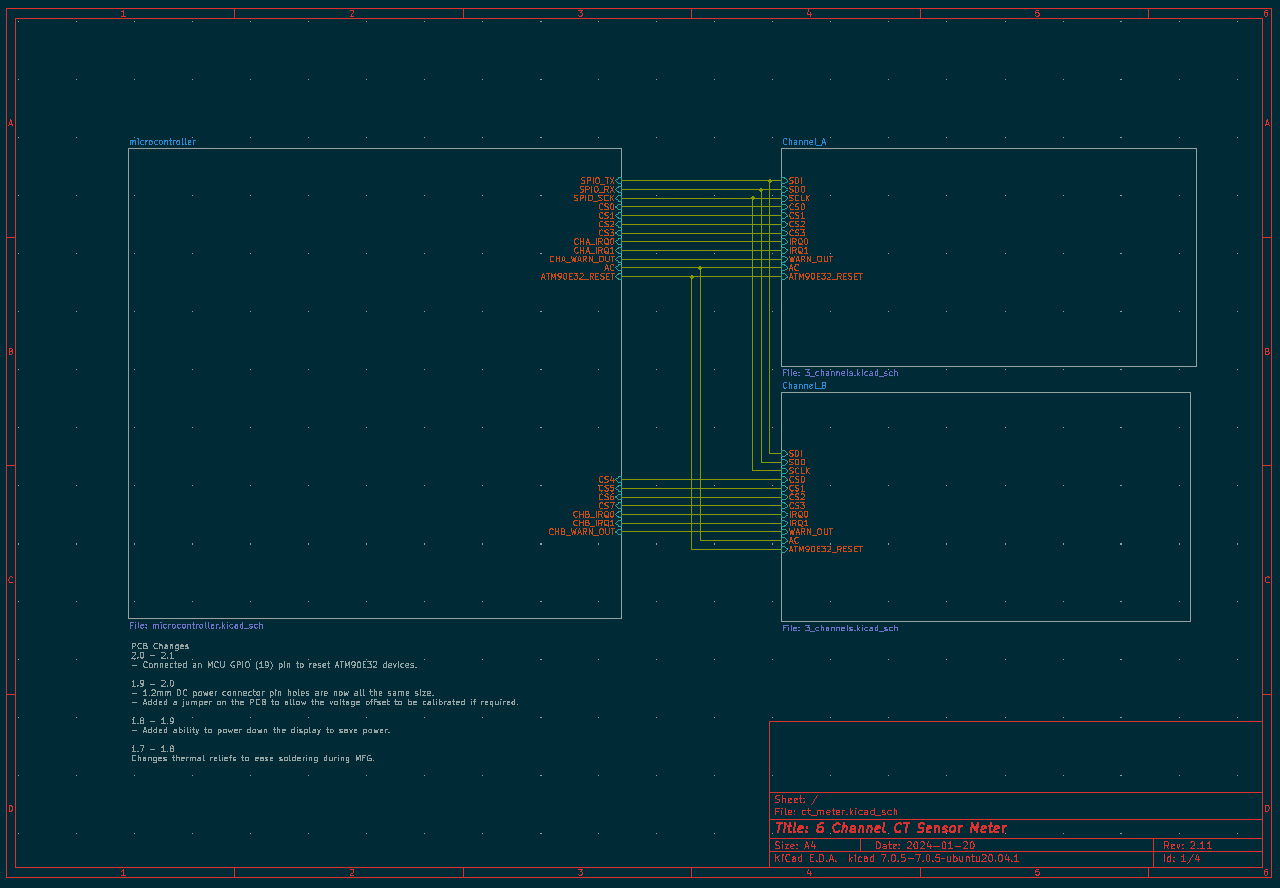 1 2 3 4 5 6
A A
B B
C C
D D
microcontroller
SPI0_TX
SPI0_RX
SPI0_SCK
CS0
CS1
CS2
CS3
CHA_IRQ0
CHA_IRQ1
CHA_WARN_OUT
AC
ATM90E32_RESET
CS4
CS5
CS6
CS7
CHB_IRQ0
CHB_IRQ1
CHB_WARN_OUT
File: microcontroller.kicad_sch
Channel_A
SDI
SDO
SCLK
CS0
CS1
CS2
CS3
IRQ0
IRQ1
WARN_OUT
AC
ATM90E32_RESET
File: 3_channels.kicad_sch
Channel_B
SDI
SDO
SCLK
CS0
CS1
CS2
CS3
IRQ0
IRQ1
WARN_OUT
AC
ATM90E32_RESET
File: 3_channels.kicad_sch
PCB Changes
2.0 - 2.1
- Connected an MCU GPIO (19) pin to reset ATM90E32 devices.
1.9 - 2.0
- 1.2mm DC power connector pin holes are now all the same size.
- Added a jumper on the PCB to allow the voltage offset to be calibrated if required.
1.8 - 1.9
- Added ability to power down the display to save power.
1.7 - 1.8
Changes thermal reliefs to ease soldering during MFG.
Sheet: /
File: ct_meter.kicad_sch
Title: 6 Channel CT Sensor Meter
Size: A4 Date: 2024-01-20 Rev: 2.11
KiCad E.D.A. kicad 7.0.5-7.0.5~ubuntu20.04.1 Id: 1/4
1 2 3 4 5 6